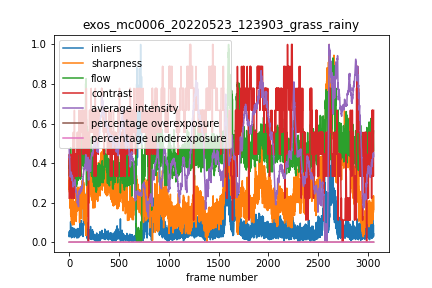 exos_mc0006_20220523_123903_grass_rainy
1.0
0.8
0.6
0.4
0.2
0.0
inliers
sharpness
flow
contrast
average intensity
percentage overexposure
percentage underexposure
0 500 1000 1500 2000 2500 3000
frame number